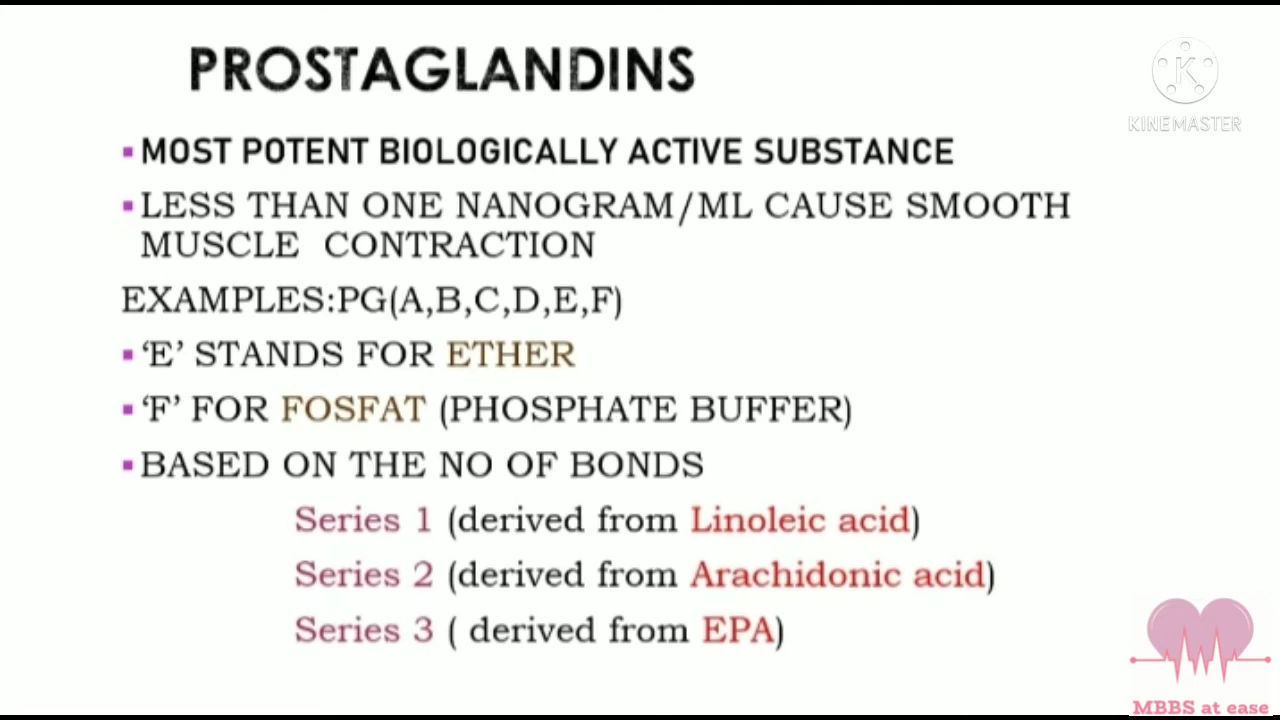 PROSTAGLANDINS
KINEMASTER
▪MOST POTENT BIOLOGICALLY ACTIVE SUBSTANCE
▪LESS THAN ONE NANOGRAM/ML CAUSE SMOOTH
MUSCLE CONTRACTION
EXAMPLES:PG(A,B,C,D,E,F)
▪‘E’ STANDS FOR ETHER
▪‘F’ FOR FOSFAT (PHOSPHATE BUFFER)
▪BASED ON THE NO OF BONDS
Series 1 (derived from Linoleic acid)
Series 2 (derived from Arachidonic acid)
Series 3 ( derived from EPA)
MBBS at ease